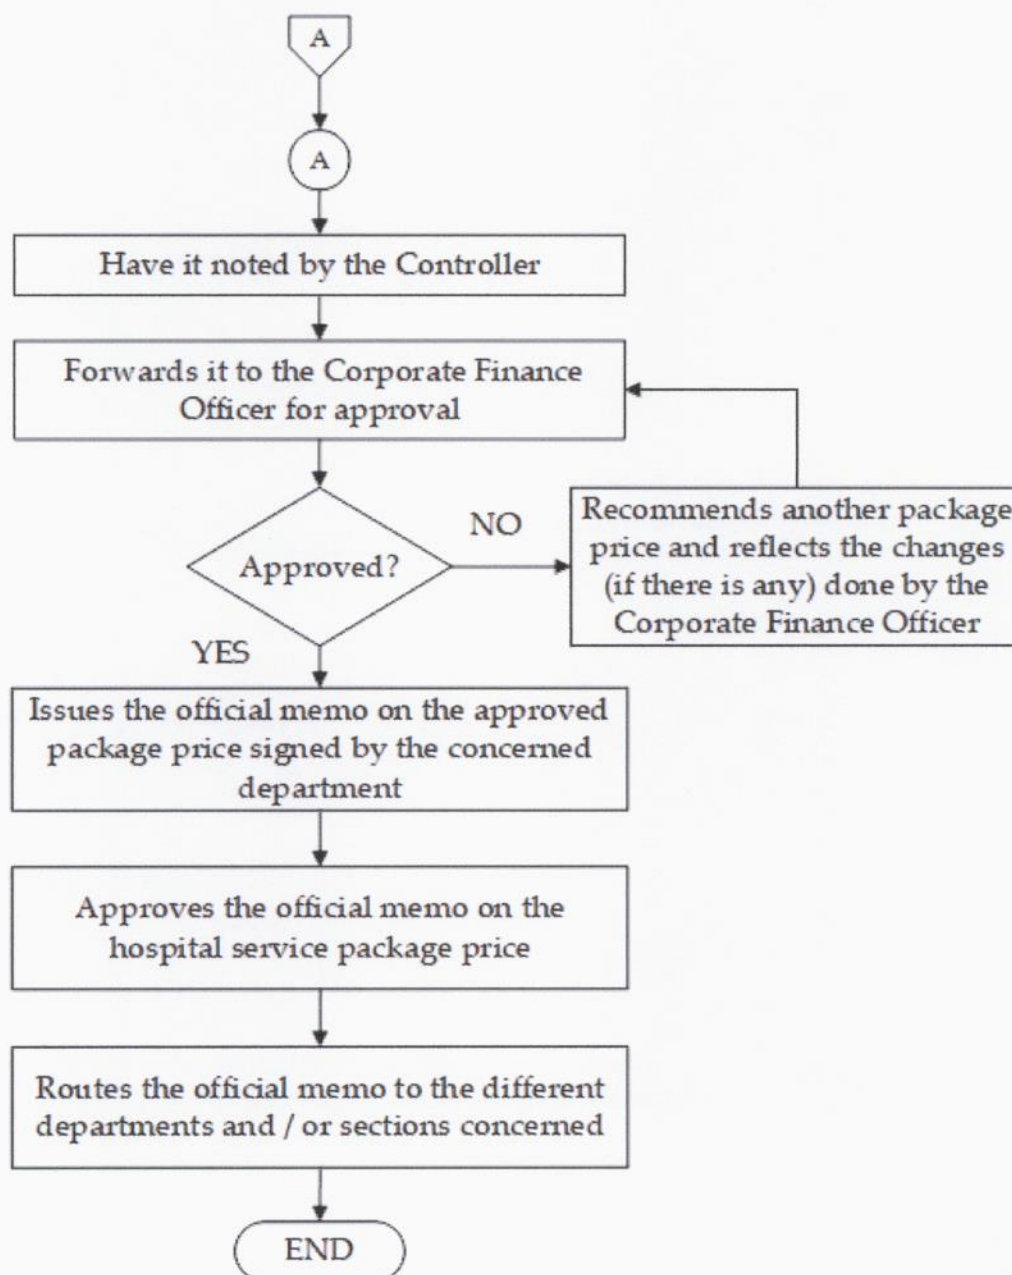 A
A
Have it noted by the Controller
Forwards it to the Corporate Finance
Officer for approval
Approved?
NO
Recommends another package
price and reflects the changes
(if there is any) done by the
Corporate Finance Officer
YES
Issues the official memo on the approved
package price signed by the concerned
department
Approves the official memo on the
hospital service package price
Routes the official memo to the different
departments and / or sections concerned
END